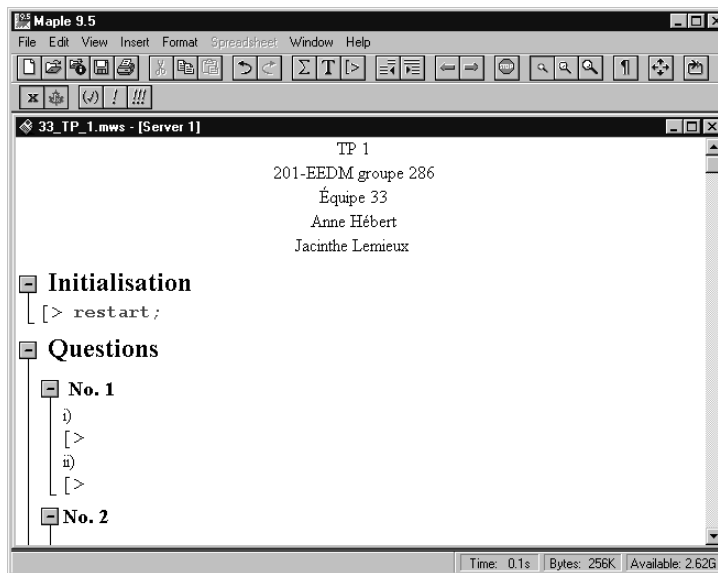 Maple 9.5
File Edit View Insert Format Spreadsheet Window Help
Σ T [>
x (√) ! !!!
33_TP_1.mws - [Server 1]
TP 1
201-EEDM groupe 286
Équipe 33
Anne Hébert
Jacinthe Lemieux
Initialisation
[> restart;
Questions
No. 1
i)
[>
ii)
[>
No. 2
Time: 0.1s Bytes: 256K Available: 2.62G